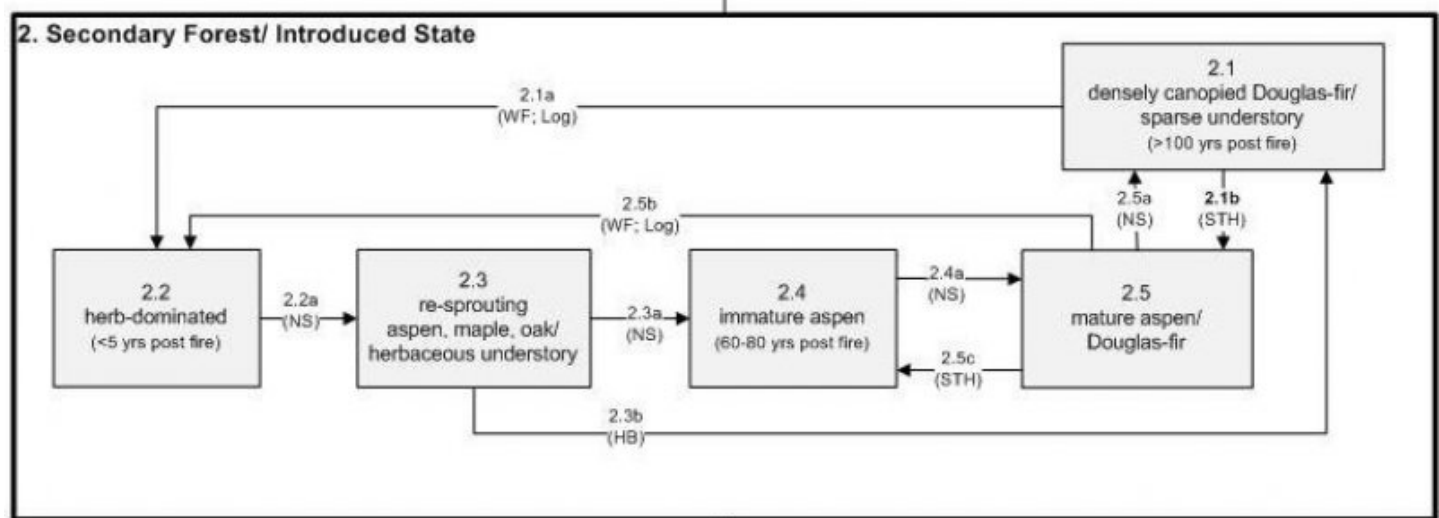 2. Secondary Forest/ Introduced State
2.1
densely canopied Douglas-fir/
sparse understory
(>100 yrs post fire)
2.1a
(WF; Log)
2.5b
(WF; Log)
2.5a
(NS)
2.1b
(STH)
2.2
herb-dominated
(<5 yrs post fire)
2.2a
(NS)
2.3
re-sprouting
aspen, maple, oak/
herbaceous understory
2.3a
(NS)
2.4
immature aspen
(60-80 yrs post fire)
2.4a
(NS)
2.5c
(STH)
2.5
mature aspen/
Douglas-fir
2.3b
(HB)